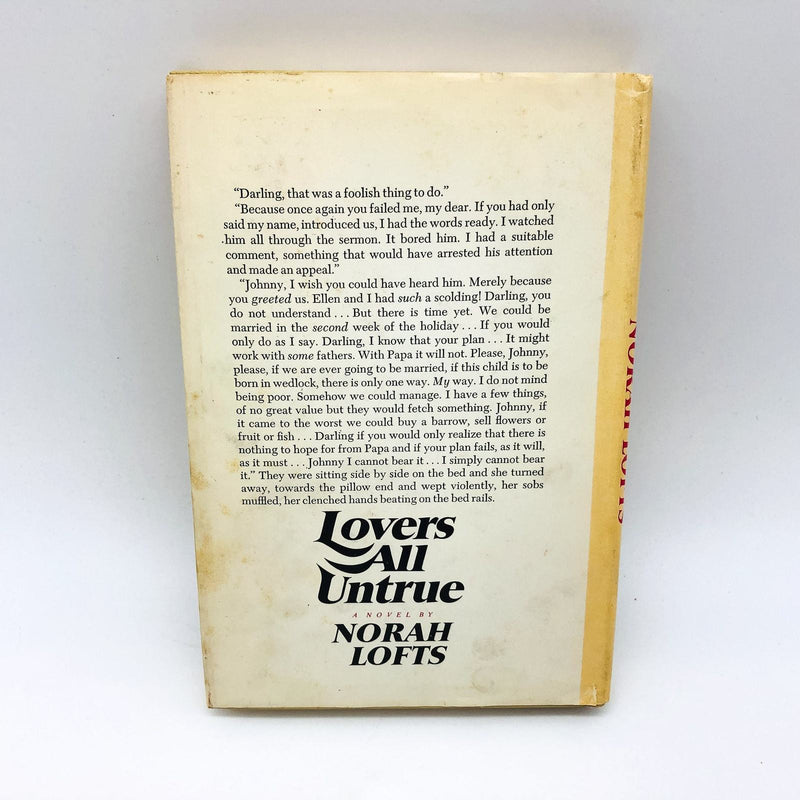 “Darling, that was a foolish thing to do.”
“Because once again you failed me, my dear. If you had only
said my name, introduced us, I had the words ready. I watched
him all through the sermon. It bored him. I had a suitable
comment, something that would have arrested his attention
and made an appeal.”
“Johnny, I wish you could have heard him. Merely because
you greeted us. Ellen and I had such a scolding! Darling, you
do not understand . . . But there is time yet. We could be
married in the second week of the holiday . . . If you would
only do as I say. Darling, I know that your plan . . . It might
work with some fathers. With Papa it will not. Please, Johnny,
please, if we are ever going to be married, if this child is to be
born in wedlock, there is only one way. My way. I do not mind
being poor. Somehow we could manage. I have a few things,
of no great value but they would fetch something. Johnny, if
it came to the worst we could buy a barrow, sell flowers or
fruit or fish . . . Darling if you would only realize that there is
nothing to hope for from Papa and if your plan fails, as it will,
as it must . . . Johnny I cannot bear it . . . I simply cannot bear
it.” They were sitting side by side on the bed and she turned
away, towards the pillow end and wept violently, her sobs
muffled, her clenched hands beating on the bed rails.
Lovers
All
Untrue
A NOVEL BY
NORAH
LOFTS
NORAH LOFTS